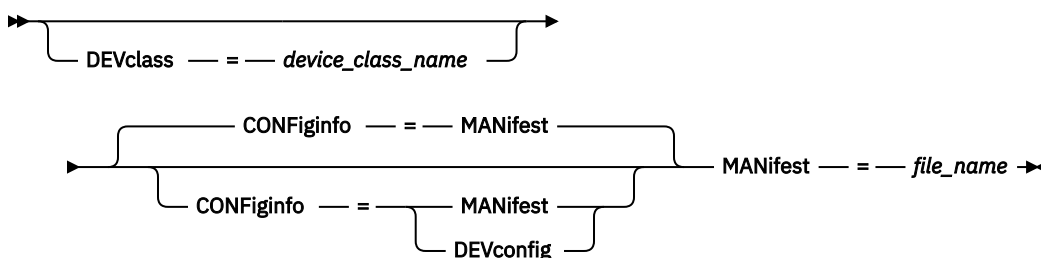 DEVclass = device_class_name
CONFiginfo = MANifest
MANifest = file_name
CONFiginfo = MANifest
DEVconfig